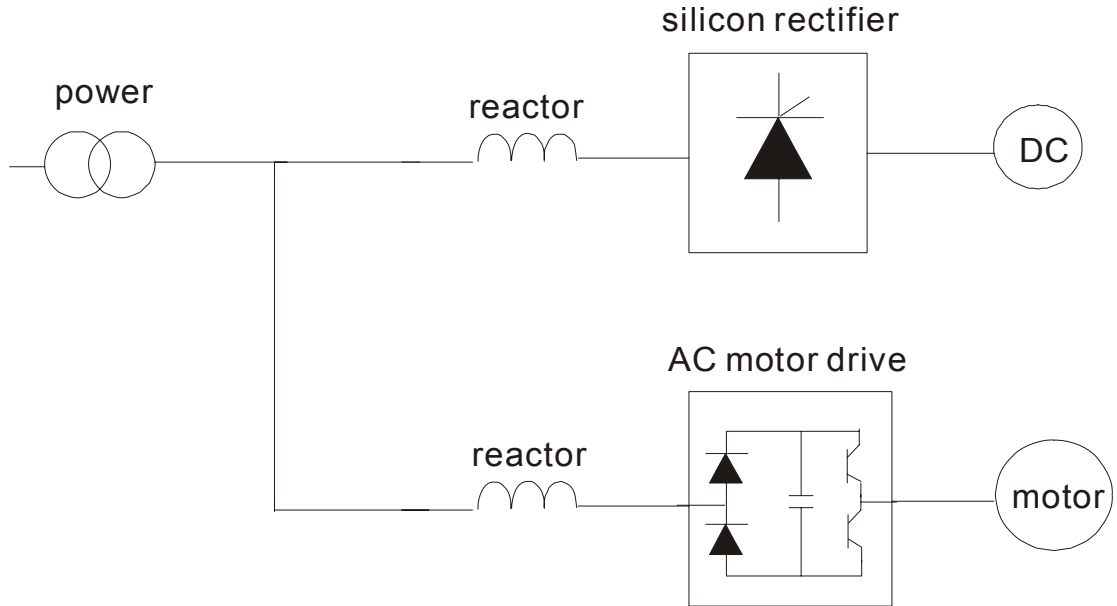 silicon rectifier
power
reactor
DC
AC motor drive
reactor
motor